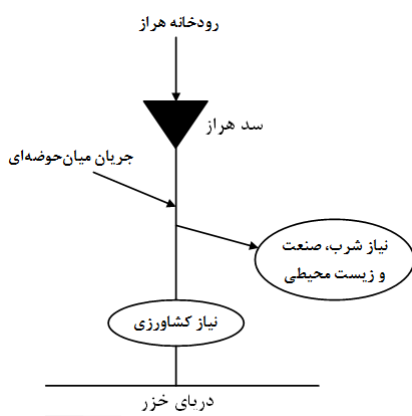 رودخانه هراز
سد هراز
جریان میان‌حوضه‌ای
نیاز شرب، صنعت
و زیست محیطی
نیاز کشاورزی
دریای خزر